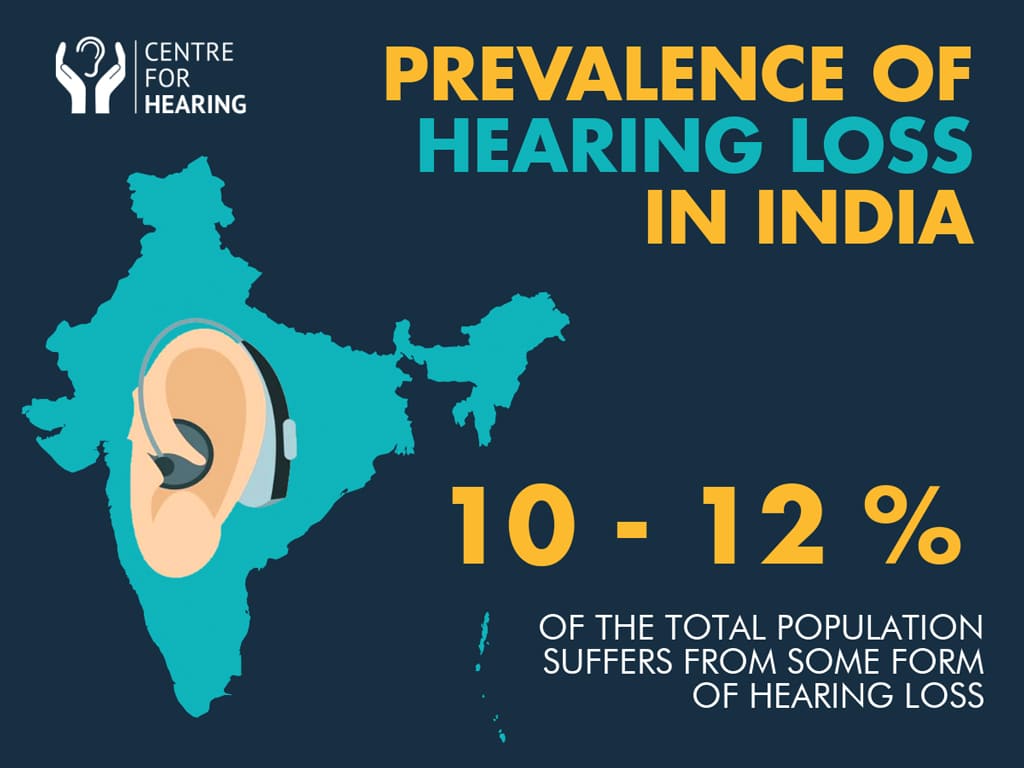 CENTRE
FOR
HEARING
PREVALENCE OF
HEARING LOSS
IN INDIA
10 - 12 %
OF THE TOTAL POPULATION
SUFFERS FROM SOME FORM
OF HEARING LOSS